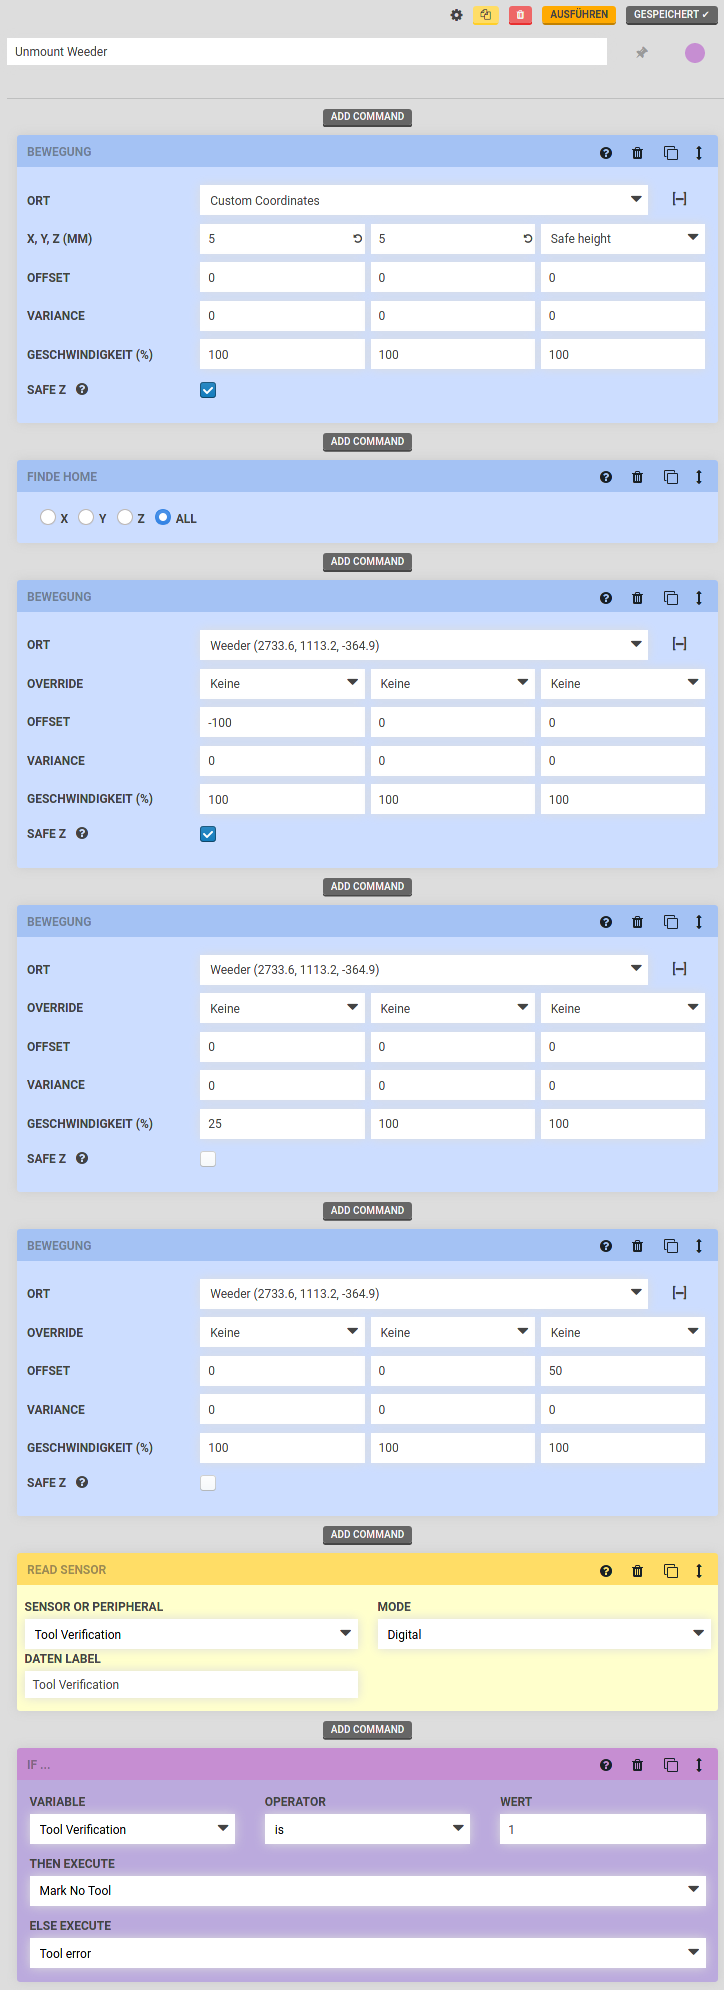 AUSFÜHREN GESPEICHERT ✓
Unmount Weeder
ADD COMMAND
BEWEGUNG
ORT Custom Coordinates
X, Y, Z (MM) 5 5 Safe height
OFFSET 0 0 0
VARIANCE 0 0 0
GESCHWINDIGKEIT (%) 100 100 100
SAFE Z
ADD COMMAND
FINDE HOME
X Y Z ALL
ADD COMMAND
BEWEGUNG
ORT Weeder (2733.6, 1113.2, -364.9)
OVERRIDE Keine Keine Keine
OFFSET -100 0 0
VARIANCE 0 0 0
GESCHWINDIGKEIT (%) 100 100 100
SAFE Z
ADD COMMAND
BEWEGUNG
ORT Weeder (2733.6, 1113.2, -364.9)
OVERRIDE Keine Keine Keine
OFFSET 0 0 0
VARIANCE 0 0 0
GESCHWINDIGKEIT (%) 25 100 100
SAFE Z
ADD COMMAND
BEWEGUNG
ORT Weeder (2733.6, 1113.2, -364.9)
OVERRIDE Keine Keine Keine
OFFSET 0 0 50
VARIANCE 0 0 0
GESCHWINDIGKEIT (%) 100 100 100
SAFE Z
ADD COMMAND
READ SENSOR
SENSOR OR PERIPHERAL MODE
Tool Verification Digital
DATEN LABEL
Tool Verification
ADD COMMAND
IF ...
VARIABLE OPERATOR WERT
Tool Verification is 1
THEN EXECUTE
Mark No Tool
ELSE EXECUTE
Tool error